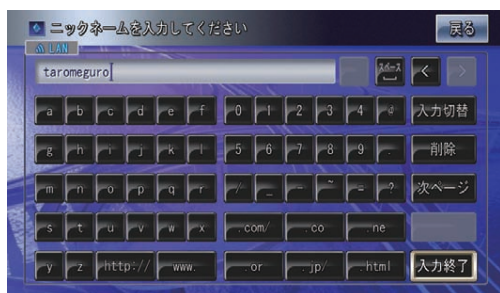 ニックネームを入力してください 戻る
LAN
taromeguro スペース < >
a b c d e f 0 1 2 3 4 @ 入力切替
g h i j k l 5 6 7 8 9 . 削除
m n o p q r / _ - ~ = ? 次ページ
s t u v w x .com/ .co .ne
y z http:// www. .or .jp/ .html 入力終了